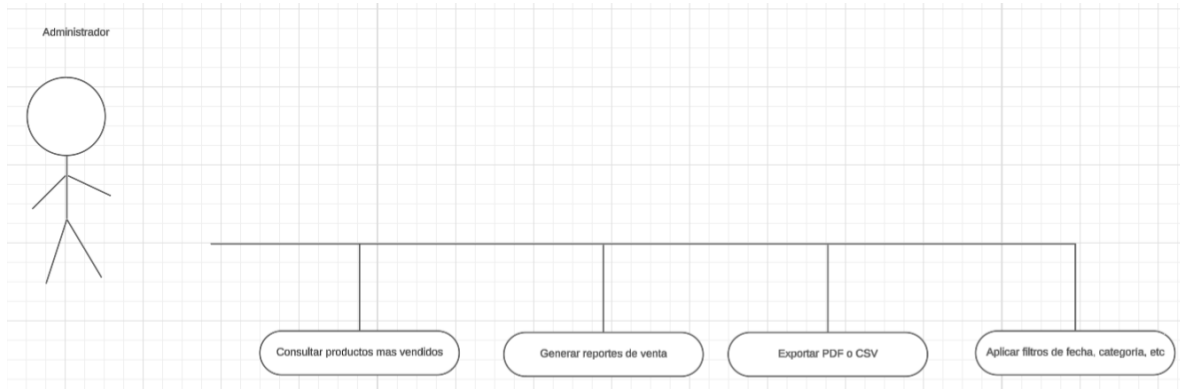 Administrador
Consultar productos mas vendidos
Generar reportes de venta
Exportar PDF o CSV
Aplicar filtros de fecha, categoria, etc